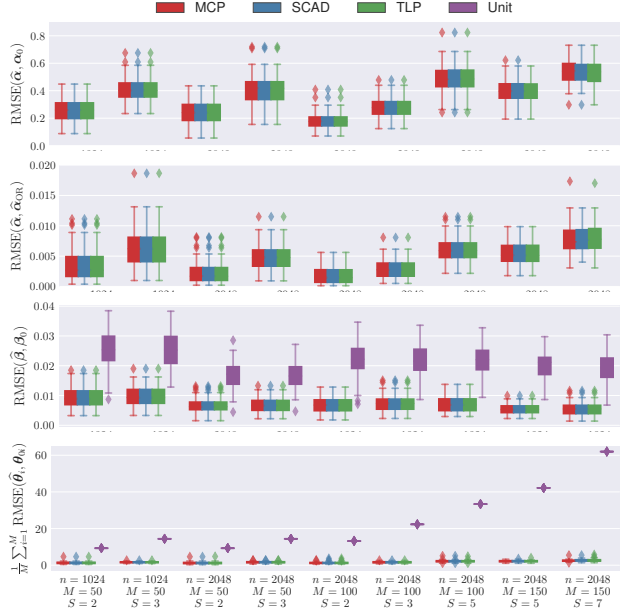 MCP SCAD TLP Unit
RMSE(α̂, α₀)
0.8
0.6
0.4
0.2
0.0
RMSE(α̂, α̂_OR)
0.020
0.015
0.010
0.005
0.000
RMSE(β̂, β₀)
0.04
0.03
0.02
0.01
0.00
1/M ∑ᵢ₌₁ᴹ RMSE(θ̂ᵢ, θ₀ᵢ)
60
40
20
0
n = 1024 n = 1024 n = 2048 n = 2048 n = 2048 n = 2048 n = 2048 n = 2048 n = 2048
M = 50 M = 50 M = 50 M = 50 M = 100 M = 100 M = 100 M = 150 M = 150
S = 2 S = 3 S = 2 S = 3 S = 2 S = 3 S = 5 S = 5 S = 7